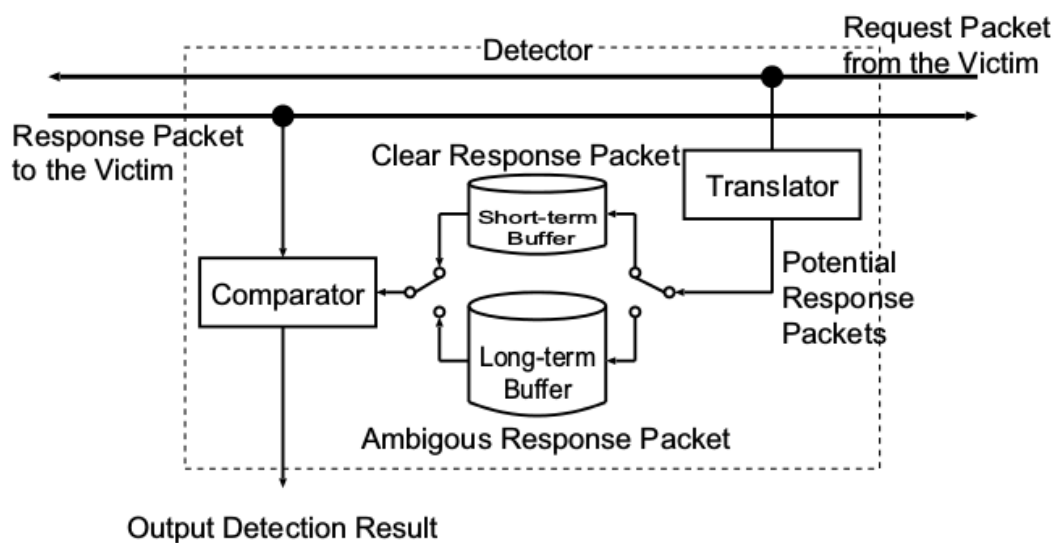 Detector
Request Packet
from the Victim
Response Packet
to the Victim
Clear Response Packet
Translator
Short-term
Buffer
Comparator
Potential
Response
Packets
Long-term
Buffer
Ambigous Response Packet
Output Detection Result